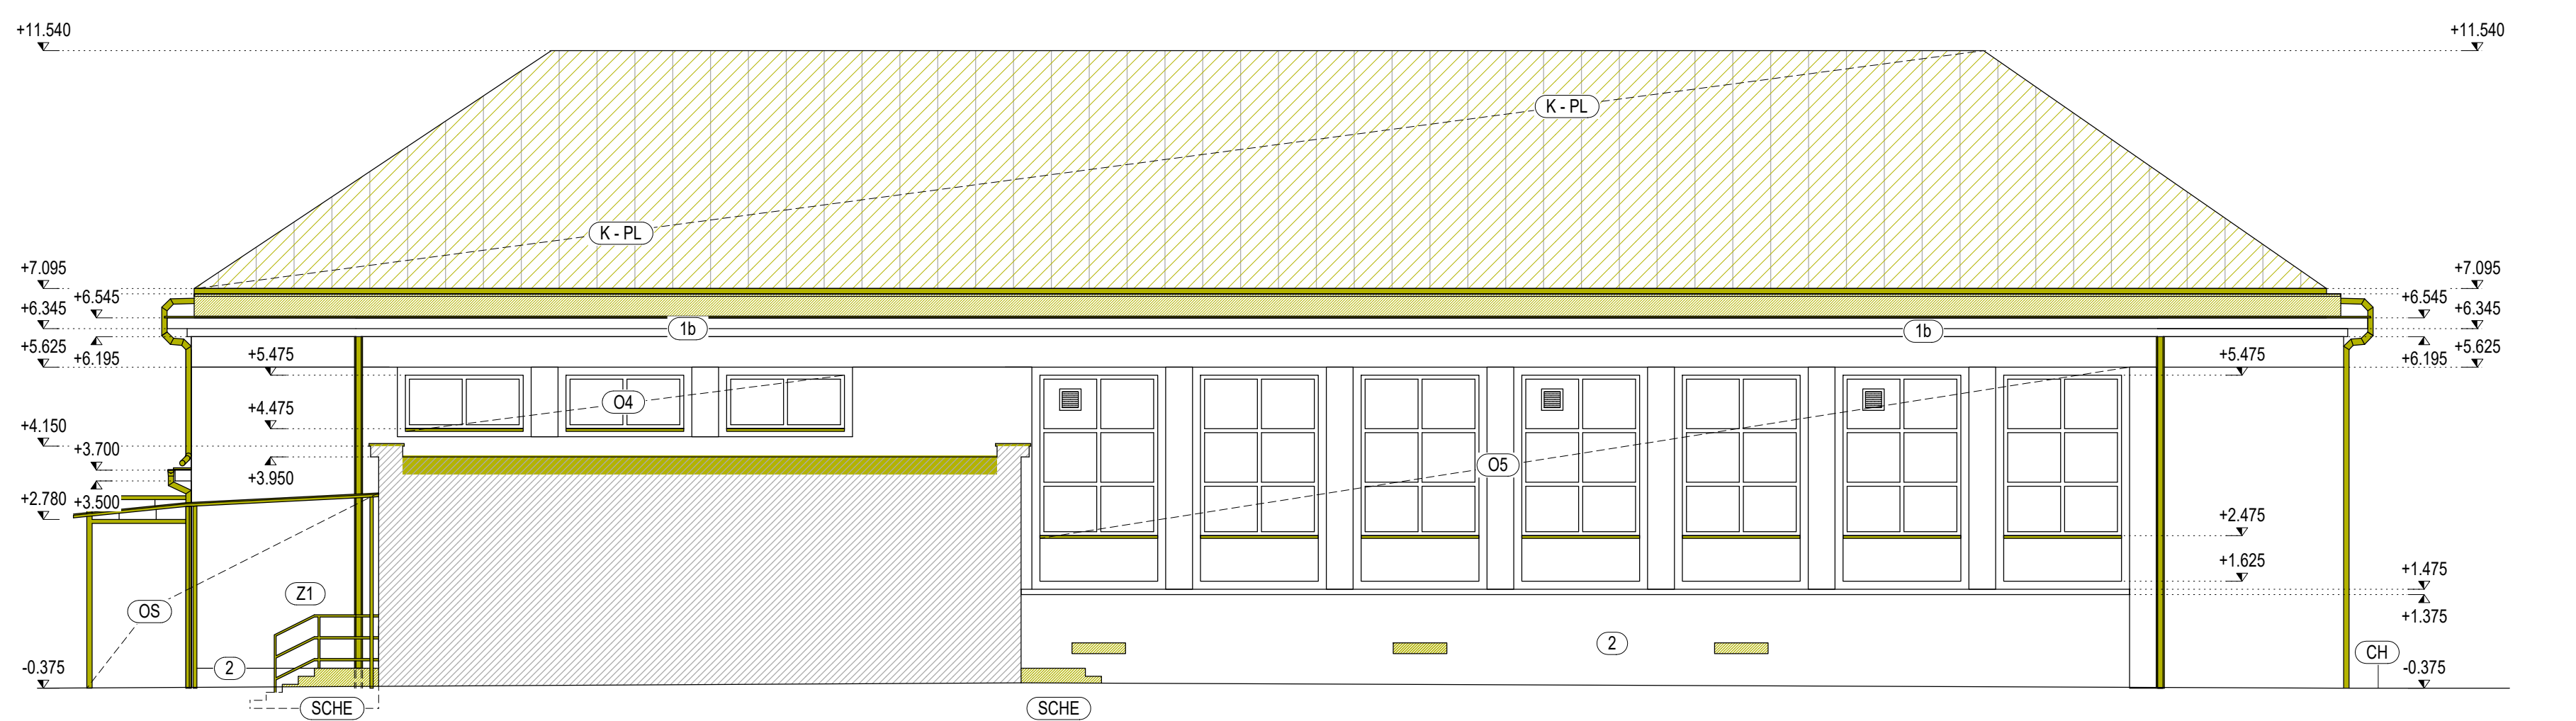 +11.540
+11.540
K - PL
K - PL
+7.095
+7.095
+6.545
+6.545
+6.345
+6.345
1b
1b
+5.625
+6.195
+5.475
+5.475
+6.195
+5.625
O4
+4.475
+4.150
+3.700
+3.950
O5
+2.780
+3.500
+2.475
+1.625
+1.475
Z1
OS
+1.375
2
2
CH
-0.375
-0.375
SCHE
SCHE